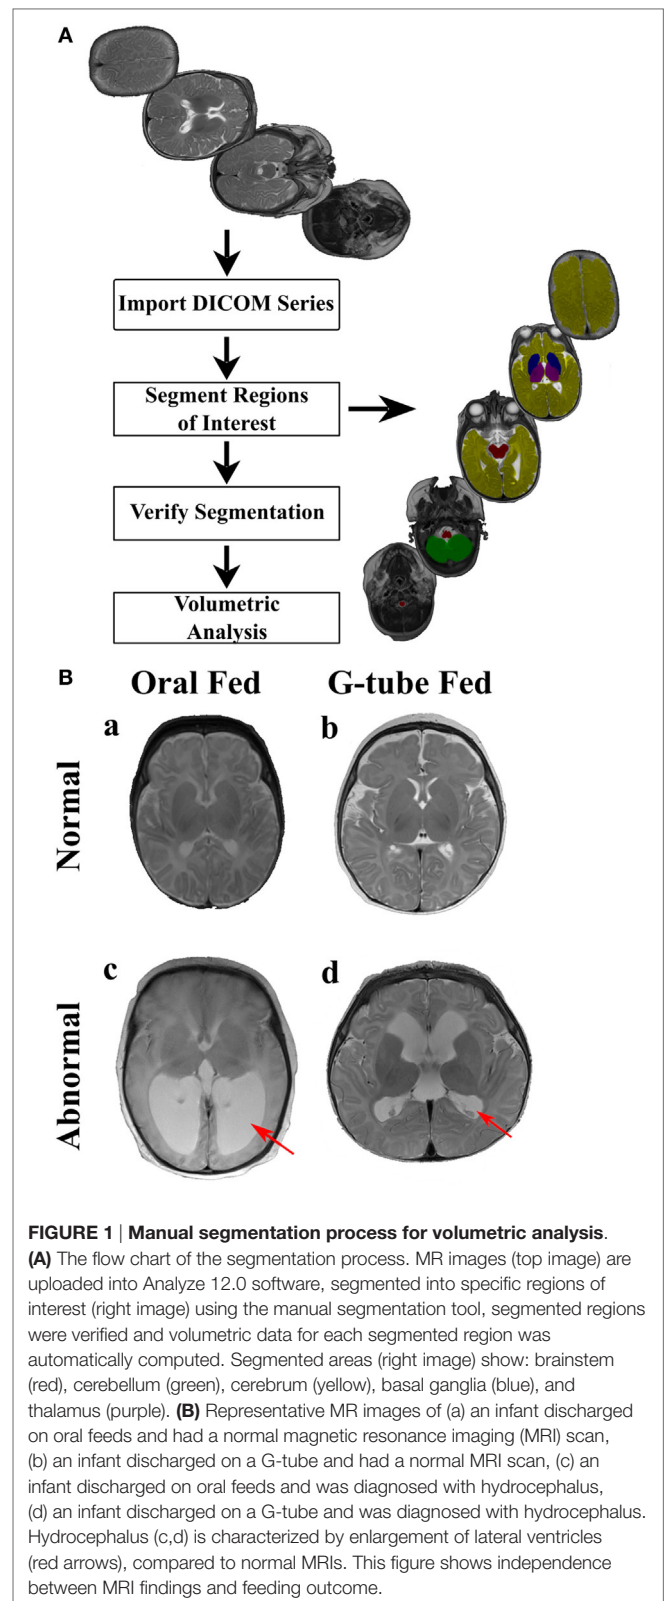 A
Import DICOM Series
Segment Regions
of Interest
Verify Segmentation
Volumetric
Analysis
B
Oral Fed
G-tube Fed
a
b
Normal
c
d
Abnormal
FIGURE 1 | Manual segmentation process for volumetric analysis.
(A) The flow chart of the segmentation process. MR images (top image) are
uploaded into Analyze 12.0 software, segmented into specific regions of
interest (right image) using the manual segmentation tool, segmented regions
were verified and volumetric data for each segmented region was
automatically computed. Segmented areas (right image) show: brainstem
(red), cerebellum (green), cerebrum (yellow), basal ganglia (blue), and
thalamus (purple). (B) Representative MR images of (a) an infant discharged
on oral feeds and had a normal magnetic resonance imaging (MRI) scan,
(b) an infant discharged on a G-tube and had a normal MRI scan, (c) an
infant discharged on oral feeds and was diagnosed with hydrocephalus,
(d) an infant discharged on a G-tube and was diagnosed with hydrocephalus.
Hydrocephalus (c,d) is characterized by enlargement of lateral ventricles
(red arrows), compared to normal MRIs. This figure shows independence
between MRI findings and feeding outcome.